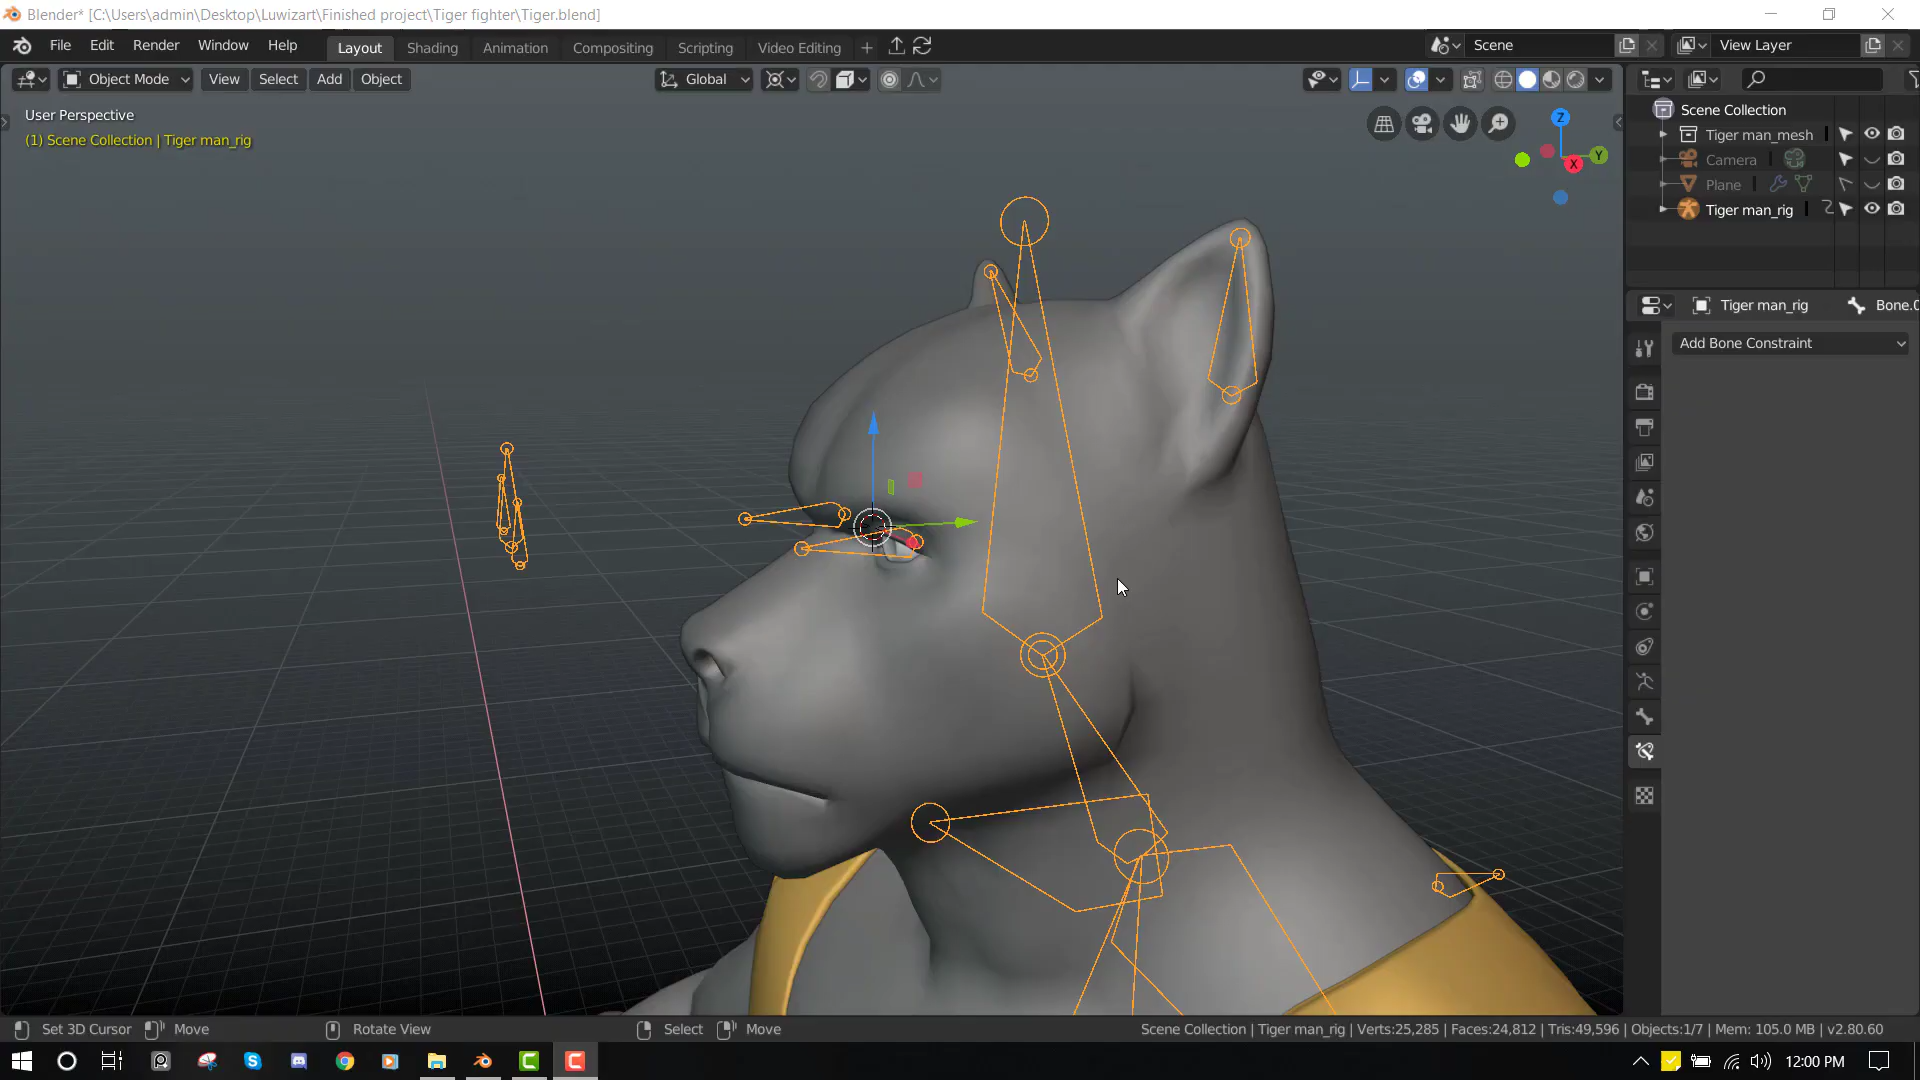 Blender* [C:\Users\admin\Desktop\Luwizart\Finished project\Tiger fighter\Tiger.blend]
File Edit Render Window Help Layout Shading Animation Compositing Scripting Video Editing + Scene View Layer
Object Mode View Select Add Object Global
User Perspective
(1) Scene Collection | Tiger man_rig
Z
Y
X
Scene Collection
Tiger man_mesh
Camera
Plane
Tiger man_rig
Tiger man_rig Bone.0
Add Bone Constraint
Set 3D Cursor Move Rotate View Select Move Scene Collection | Tiger man_rig | Verts:25,285 | Faces:24,812 | Tris:49,596 | Objects:1/7 | Mem: 105.0 MB | v2.80.60
12:00 PM